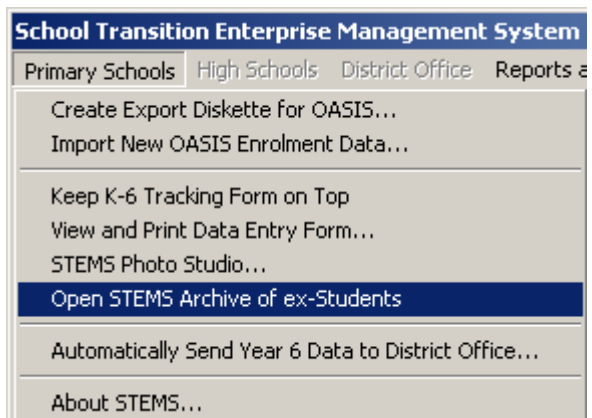 School Transition Enterprise Management System
Primary Schools High Schools District Office Reports
Create Export Diskette for OASIS...
Import New OASIS Enrolment Data...
Keep K-6 Tracking Form on Top
View and Print Data Entry Form...
STEMS Photo Studio...
Open STEMS Archive of ex-Students
Automatically Send Year 6 Data to District Office...
About STEMS...